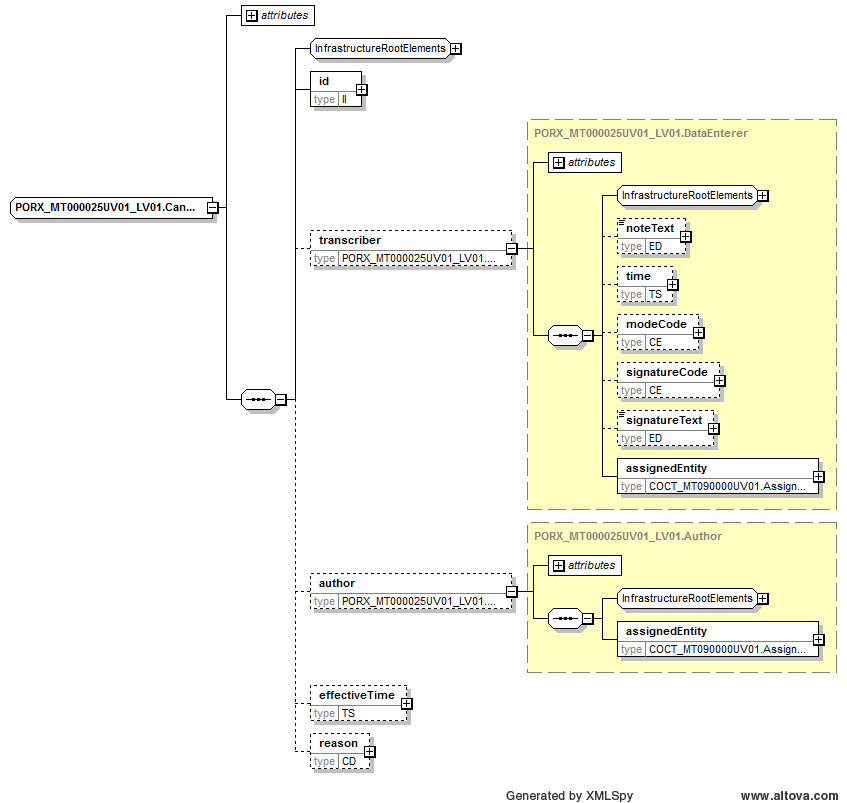 attributes
InfrastructureRootElements
id
type II
PORX_MT000025UV01_LV01.DataEnterer
attributes
PORX_MT000025UV01_LV01.Can...
InfrastructureRootElements
noteText
type ED
transcriber
type PORX_MT000025UV01_LV01....
time
type TS
modeCode
type CE
signatureCode
type CE
signatureText
type ED
assignedEntity
type COCT_MT090000UV01.Assign...
PORX_MT000025UV01_LV01.Author
attributes
author
type PORX_MT000025UV01_LV01....
InfrastructureRootElements
assignedEntity
type COCT_MT090000UV01.Assign...
effectiveTime
type TS
reason
type CD
Generated by XMLSpy www.altova.com